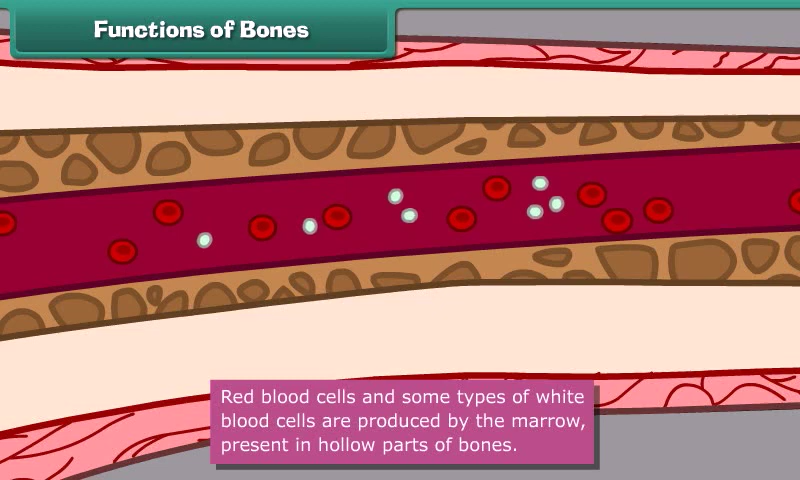 Functions of Bones
Red blood cells and some types of white
blood cells are produced by the marrow,
present in hollow parts of bones.